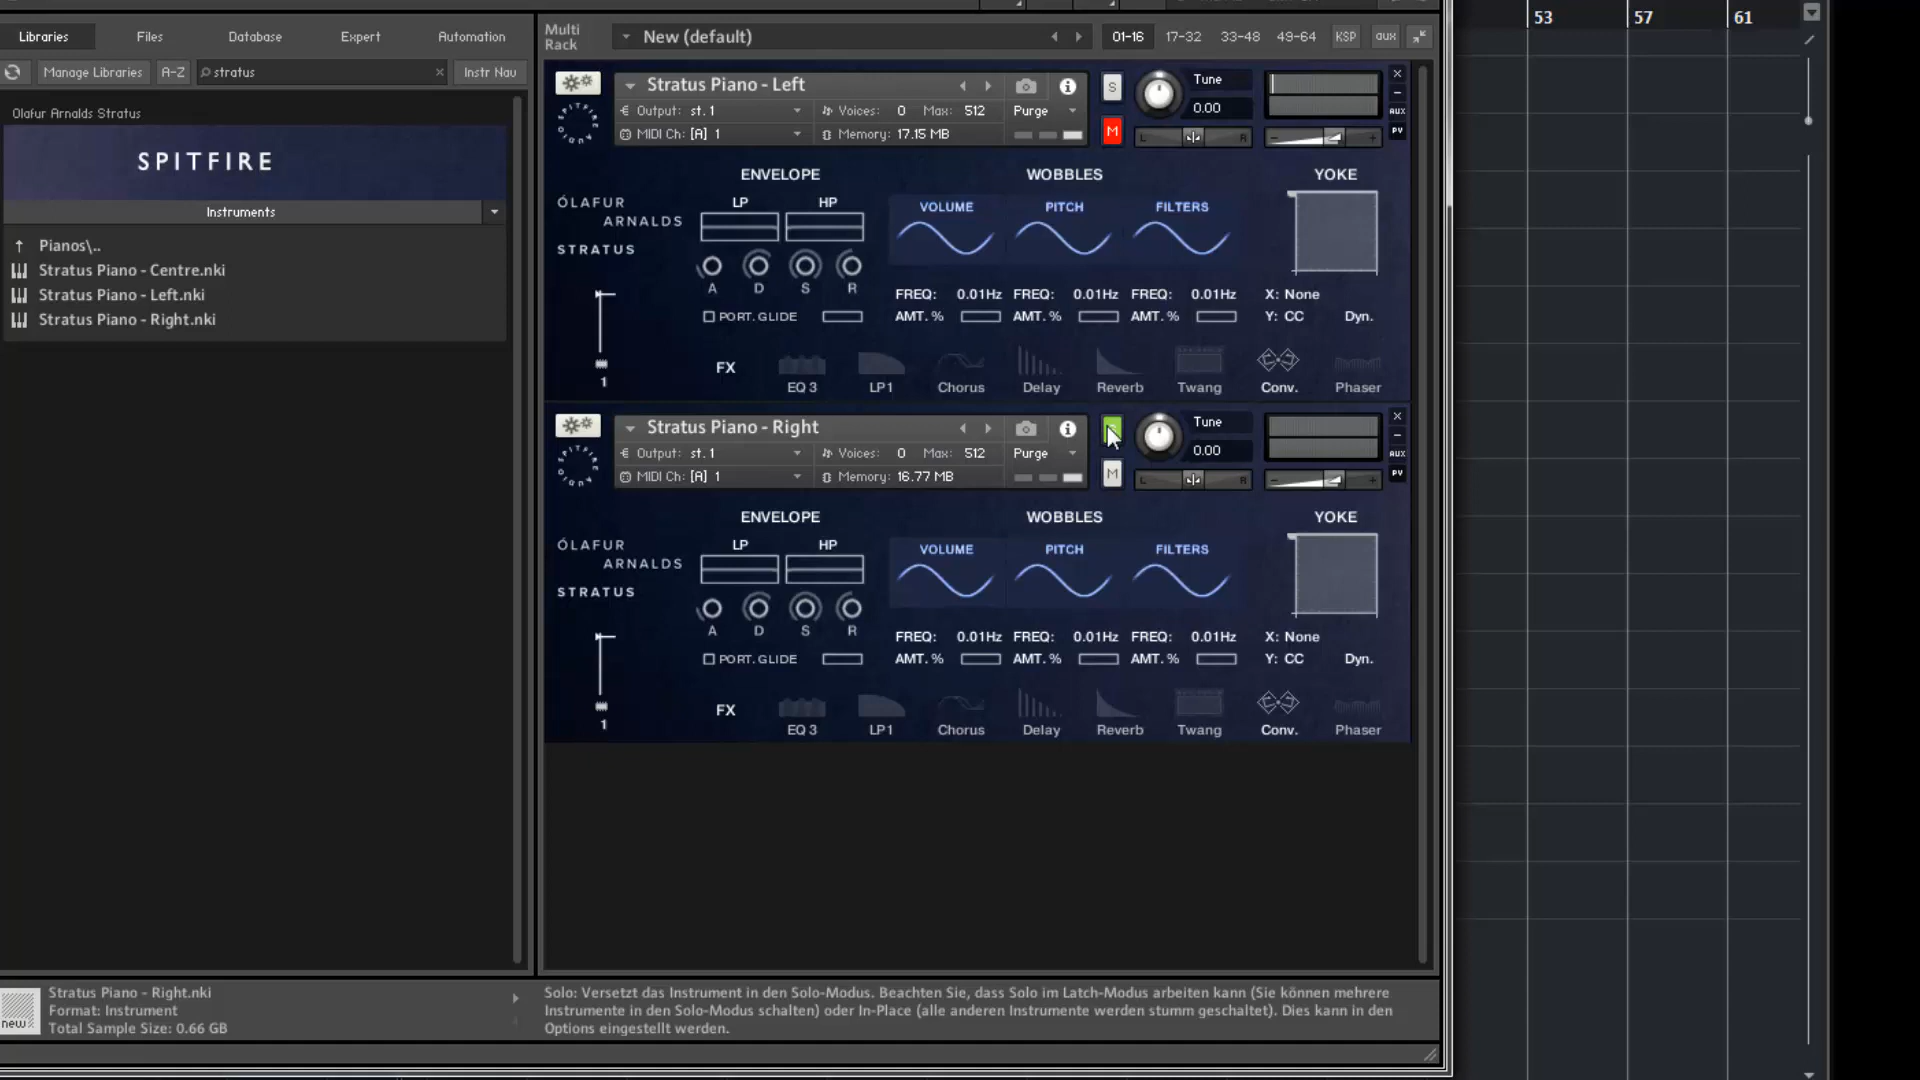 53 57 61
Libraries Files Database Expert Automation
Multi Rack New (default) 01-16 17-32 33-48 49-64 KSP aux
Manage Libraries A-Z stratus × Instr Nav
Olafur Arnalds Stratus
SPITFIRE
Instruments
Pianos\..
Stratus Piano - Centre.nki
Stratus Piano - Left.nki
Stratus Piano - Right.nki
Stratus Piano - Left S Tune
Output: st. 1 Voices: 0 Max: 512 Purge 0.00 AUX
MIDI Ch: [A] 1 Memory: 17.15 MB M L R - + PV
ENVELOPE WOBBLES YOKE
ÓLAFUR ARNALDS LP HP VOLUME PITCH FILTERS
STRATUS
A D S R FREQ: 0.01Hz FREQ: 0.01Hz FREQ: 0.01Hz X: None
PORT. GLIDE AMT. % AMT. % AMT. % Y: CC Dyn.
1 FX EQ 3 LP1 Chorus Delay Reverb Twang Conv. Phaser
Stratus Piano - Right Tune
Output: st. 1 Voices: 0 Max: 512 Purge 0.00 AUX
MIDI Ch: [A] 1 Memory: 16.77 MB M L R - + PV
ENVELOPE WOBBLES YOKE
ÓLAFUR ARNALDS LP HP VOLUME PITCH FILTERS
STRATUS
A D S R FREQ: 0.01Hz FREQ: 0.01Hz FREQ: 0.01Hz X: None
PORT. GLIDE AMT. % AMT. % AMT. % Y: CC Dyn.
1 FX EQ 3 LP1 Chorus Delay Reverb Twang Conv. Phaser
new
Stratus Piano - Right.nki
Format: Instrument
Total Sample Size: 0.66 GB
Solo: Versetzt das Instrument in den Solo-Modus. Beachten Sie, dass Solo im Latch-Modus arbeiten kann (Sie können mehrere
Instrumente in den Solo-Modus schalten) oder In-Place (alle anderen Instrumente werden stumm geschaltet). Dies kann in den
Options eingestellt werden.